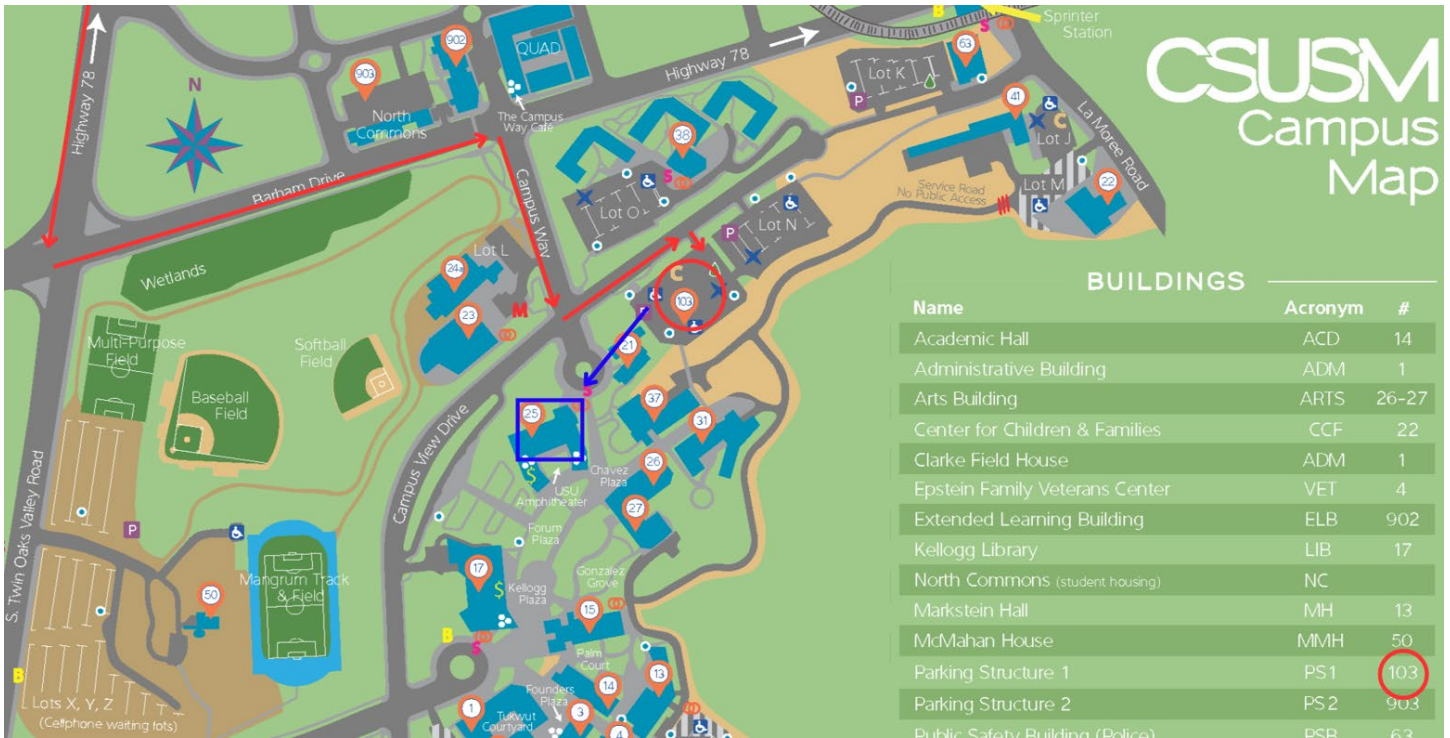 CSUSM
Campus
Map
Sprinter
Station
B
S
Highway 78
902
QUAD
903
63
Highway 78
Lot K
P
N
The Campus
Way Café
North
Commons
41
C
Lot J
La Moree Road
38
Barham Drive
Campus Way
S
Lot O
Service Road
No Public Access
Lot M
22
P
Lot N
Wetlands
Lot L
24a
C
103
23
M
P
21
Multi-Purpose
Field
Softball
Field
Baseball
Field
S
25
37
31
$
USU
Amphitheater
Chavez
Plaza
26
27
Campus View Drive
S. Twin Oaks Valley Road
P
Forum
Plaza
Mangrum Track
& Field
50
17
$
Kellogg
Plaza
Gonzalez
Grove
15
B
S
Palm
Court
13
14
B
Lots X, Y, Z
(Cellphone waiting lots)
1
Founders
Plaza
Tukwut
Courtyard
3
4
BUILDINGS
Name Acronym #
Academic Hall ACD 14
Administrative Building ADM 1
Arts Building ARTS 26-27
Center for Children & Families CCF 22
Clarke Field House ADM 1
Epstein Family Veterans Center VET 4
Extended Learning Building ELB 902
Kellogg Library LIB 17
North Commons (student housing) NC
Markstein Hall MH 13
McMahan House MMH 50
Parking Structure 1 PS1 103
Parking Structure 2 PS2 903
Public Safety Building (Police) PSB 63